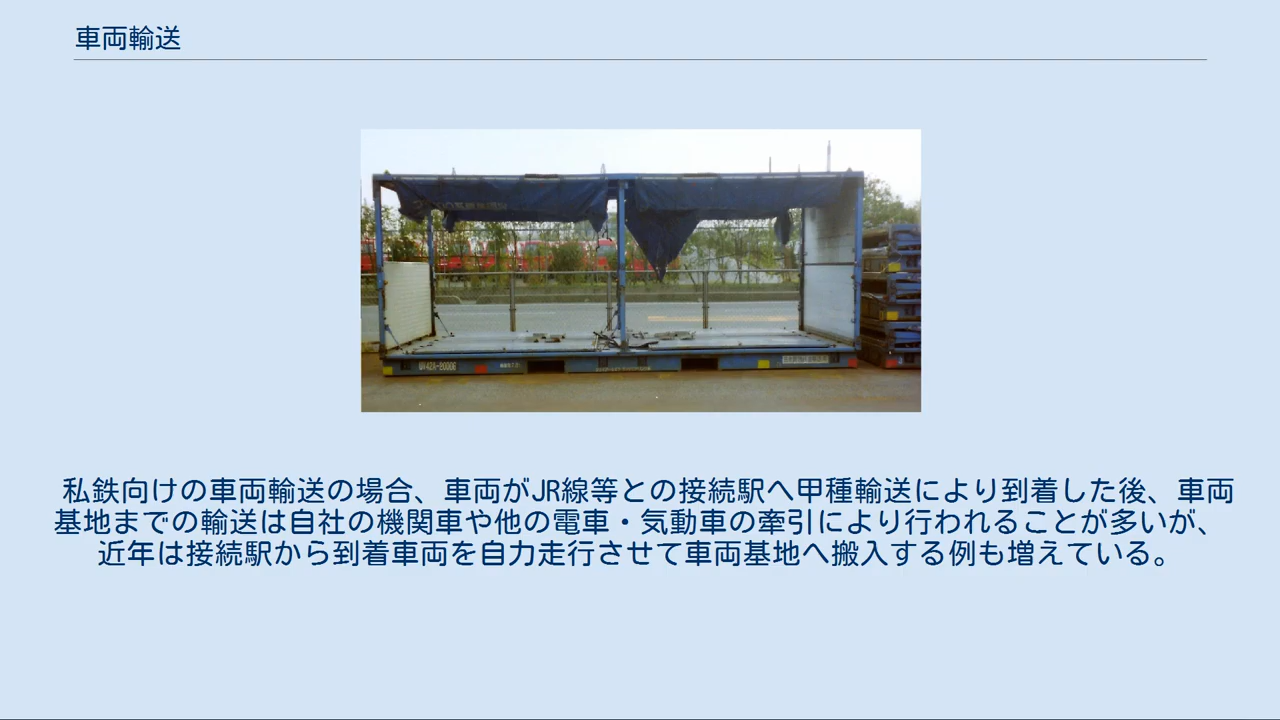 車両輸送
UV42A-20006
私鉄向けの車両輸送の場合、車両がJR線等との接続駅へ甲種輸送により到着した後、車両
基地までの輸送は自社の機関車や他の電車・気動車の牽引により行われることが多いが、
近年は接続駅から到着車両を自力走行させて車両基地へ搬入する例も増えている。